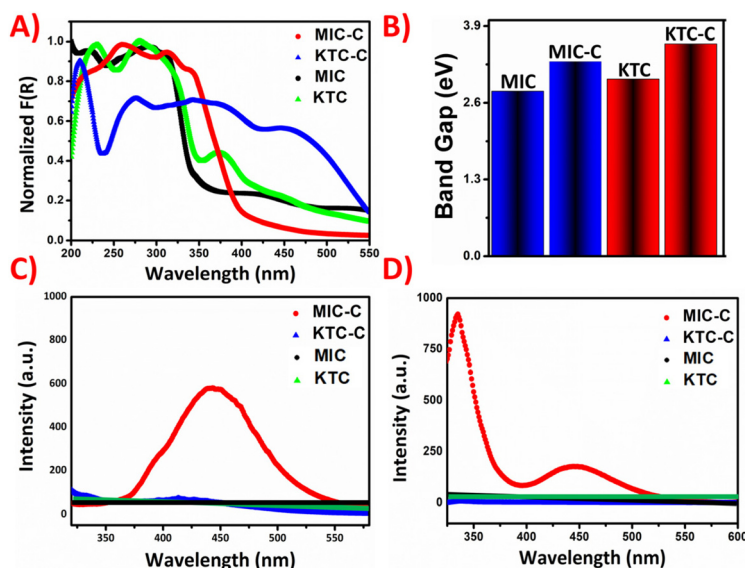 A)
MIC-C
KTC-C
MIC
KTC
Normalized F(R)
1.0
0.8
0.6
0.4
0.2
0.0
200 250 300 350 400 450 500 550
Wavelength (nm)
B)
Band Gap (eV)
3.9
2.6
1.3
0.0
MIC
MIC-C
KTC
KTC-C
C)
MIC-C
KTC-C
MIC
KTC
Intensity (a.u.)
1000
800
600
400
200
0
350 400 450 500 550
Wavelength (nm)
D)
MIC-C
KTC-C
MIC
KTC
Intensity (a.u.)
1000
750
500
250
0
350 400 450 500 550 600
Wavelength (nm)